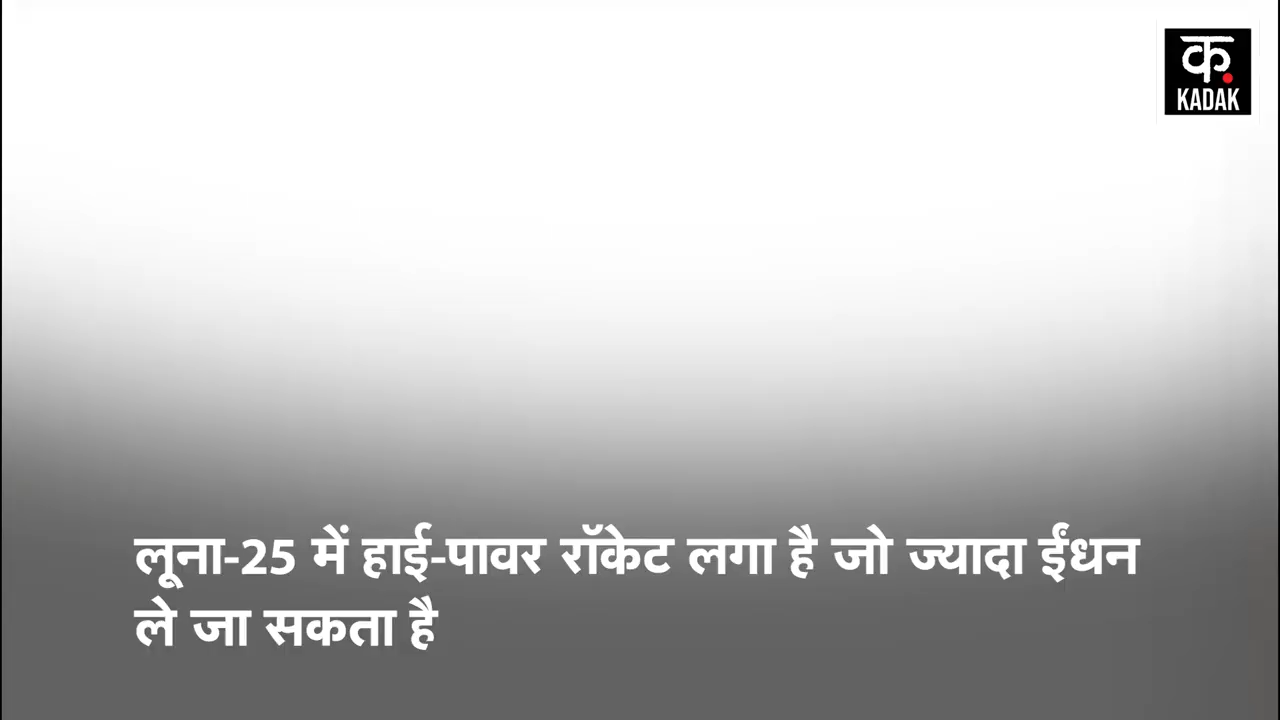 क.
KADAK
लूना-25 में हाई-पावर रॉकेट लगा है जो ज्यादा ईंधन
ले जा सकता है